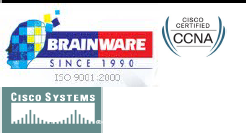 BRAINWARE
SINCE 1990
ISO 9001:2000
CISCO
CERTIFIED
CCNA
CISCO SYSTEMS